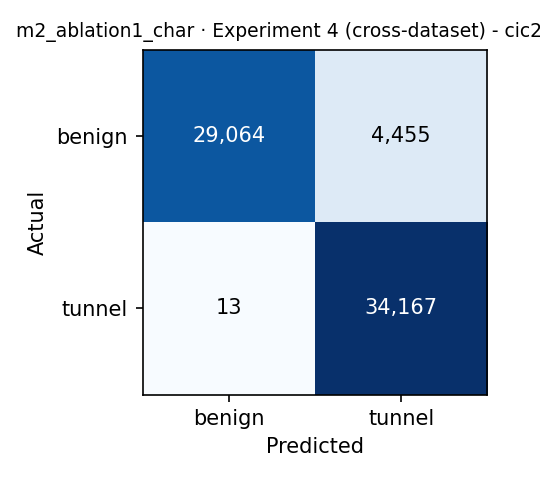 m2_ablation1_char · Experiment 4 (cross-dataset) - cic2
benign 29,064 4,455
Actual
tunnel 13 34,167
benign tunnel
Predicted